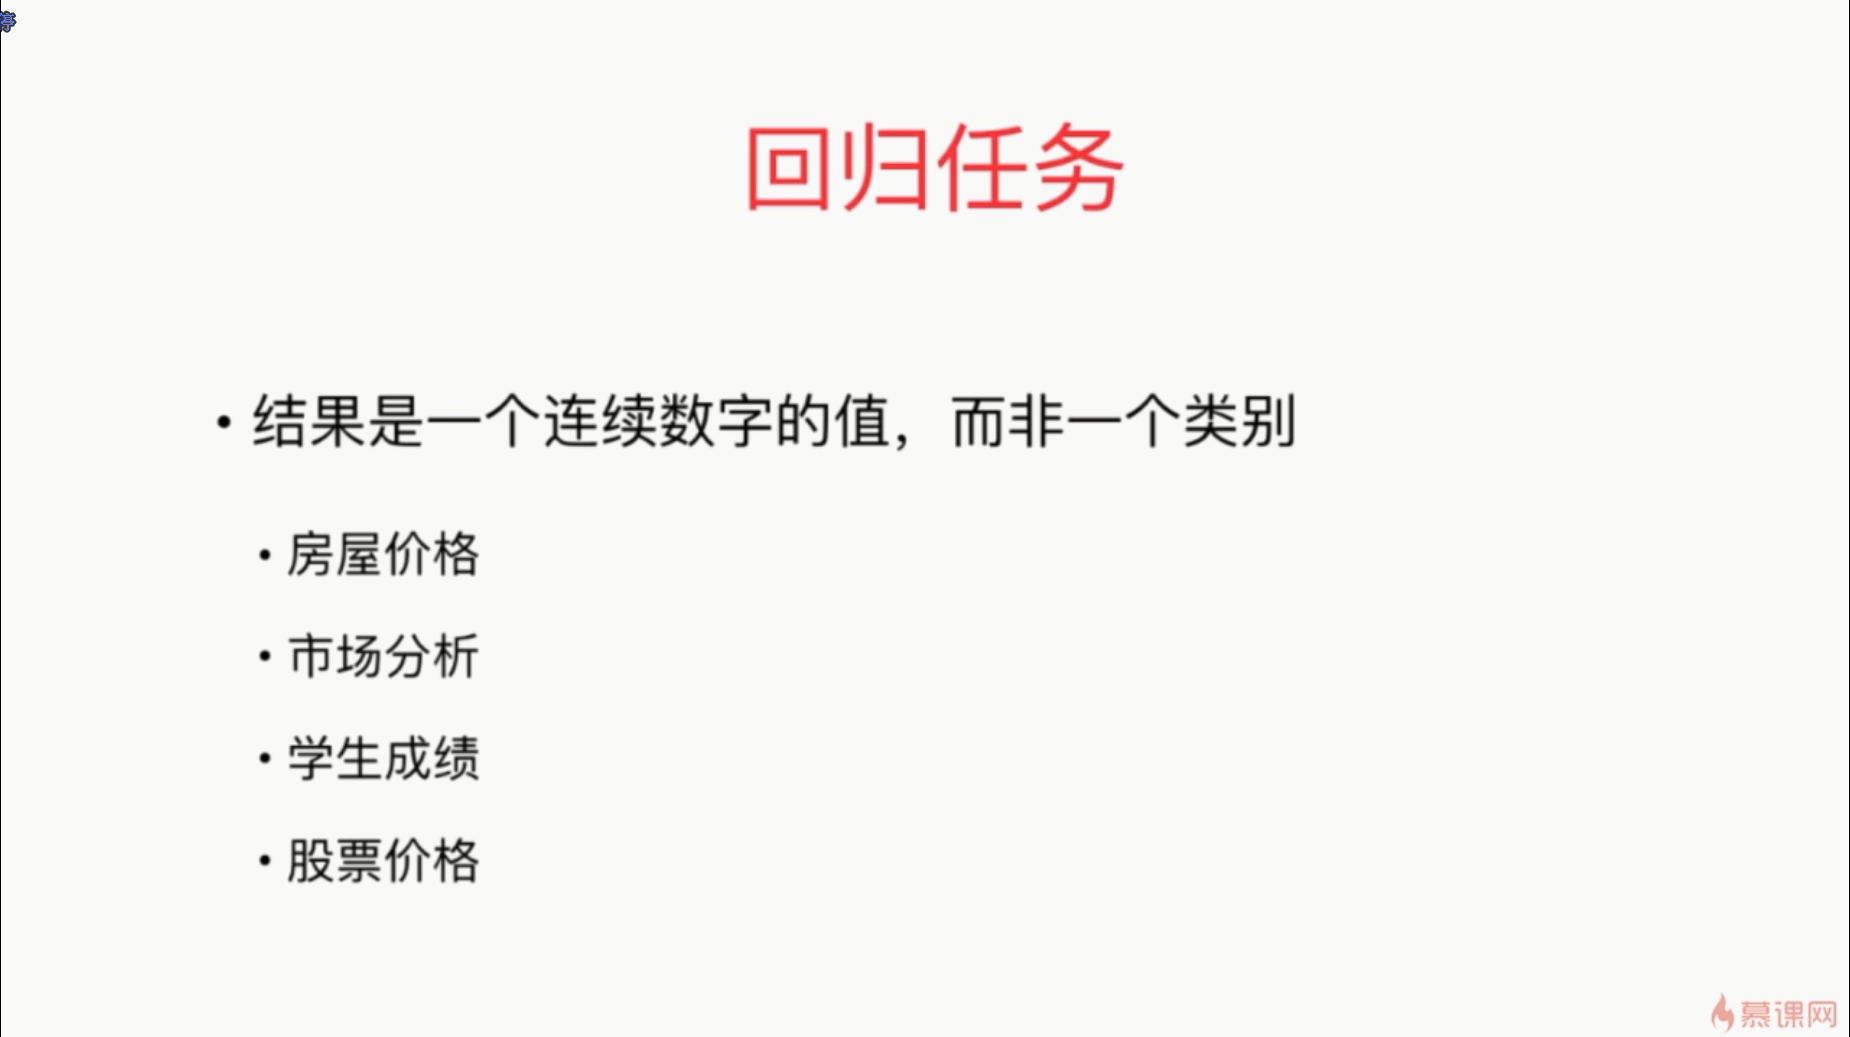 停
回归任务
• 结果是一个连续数字的值，而非一个类别
• 房屋价格
• 市场分析
• 学生成绩
• 股票价格
慕课网